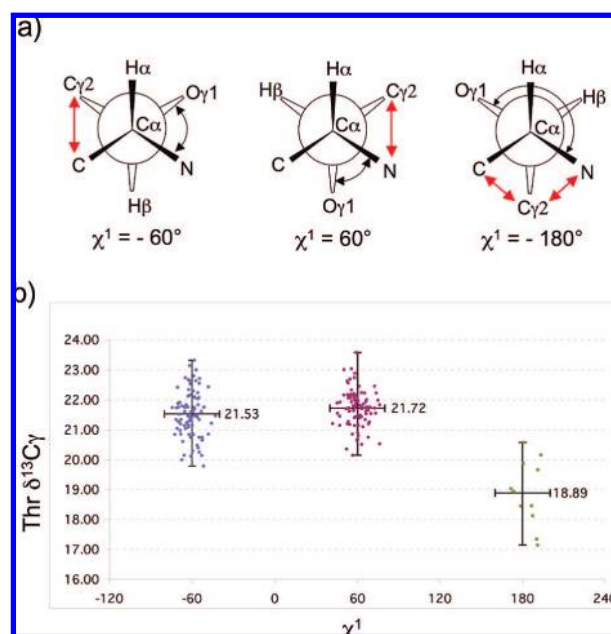 a)
Cγ2 Hα Oγ1 Cα C N Hβ
Hβ Hα Cγ2 Cα C N Oγ1
Oγ1 Hα Hβ Cα C N Cγ2
χ¹ = - 60° χ¹ = 60° χ¹ = - 180°
b)
Thr δ¹³Cγ
24.00
23.00
22.00
21.00
20.00
19.00
18.00
17.00
16.00
21.53
21.72
18.89
-120 -60 0 60 120 180 240
χ¹